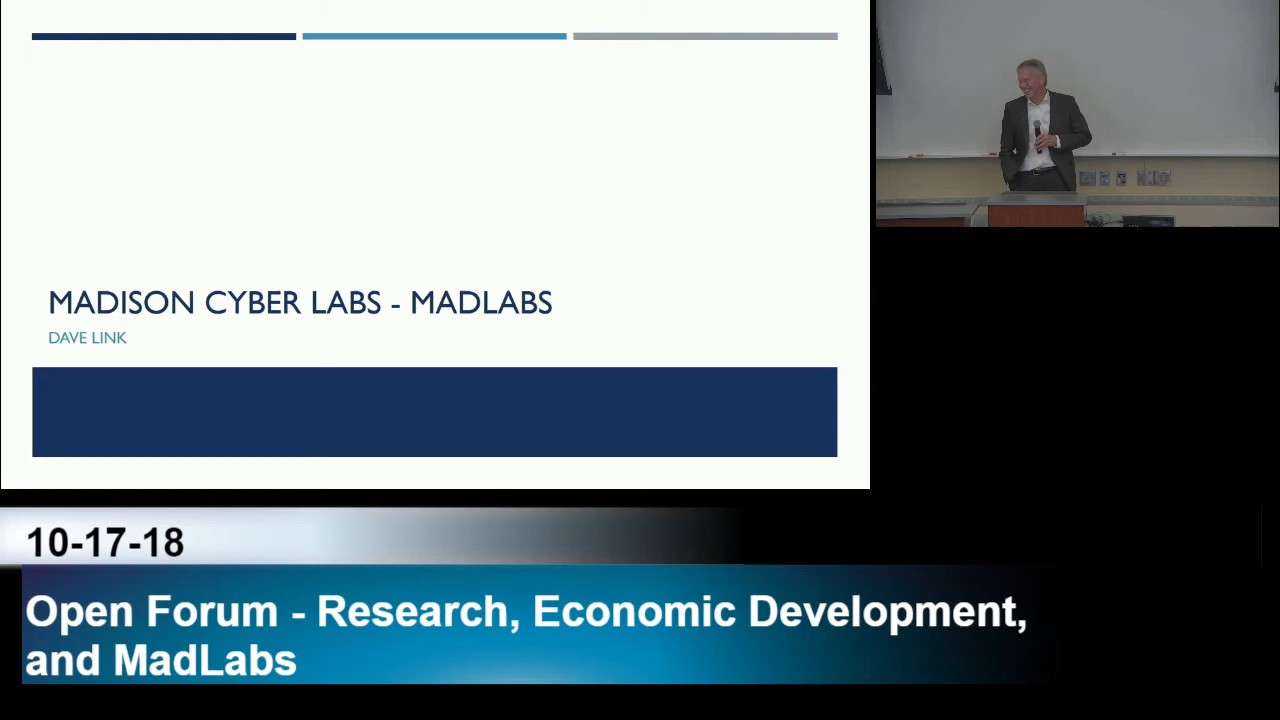 MADISON CYBER LABS - MADLABS
DAVE LINK
10-17-18
Open Forum - Research, Economic Development,
and MadLabs